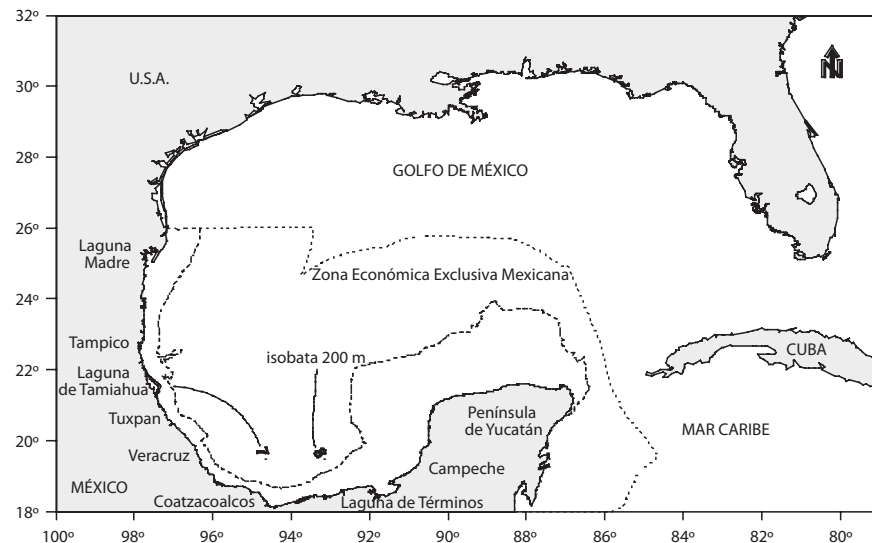 32º
30º
28º
26º
24º
22º
20º
18º
U.S.A.
N
GOLFO DE MÉXICO
Laguna
Madre
Zona Económica Exclusiva Mexicana
Tampico
isobata 200 m
CUBA
Laguna
de Tamiahua
Tuxpan
Península
de Yucatán
MAR CARIBE
Veracruz
Campeche
MÉXICO
Coatzacoalcos
Laguna de Términos
100º
98º
96º
94º
92º
90º
88º
86º
84º
82º
80º